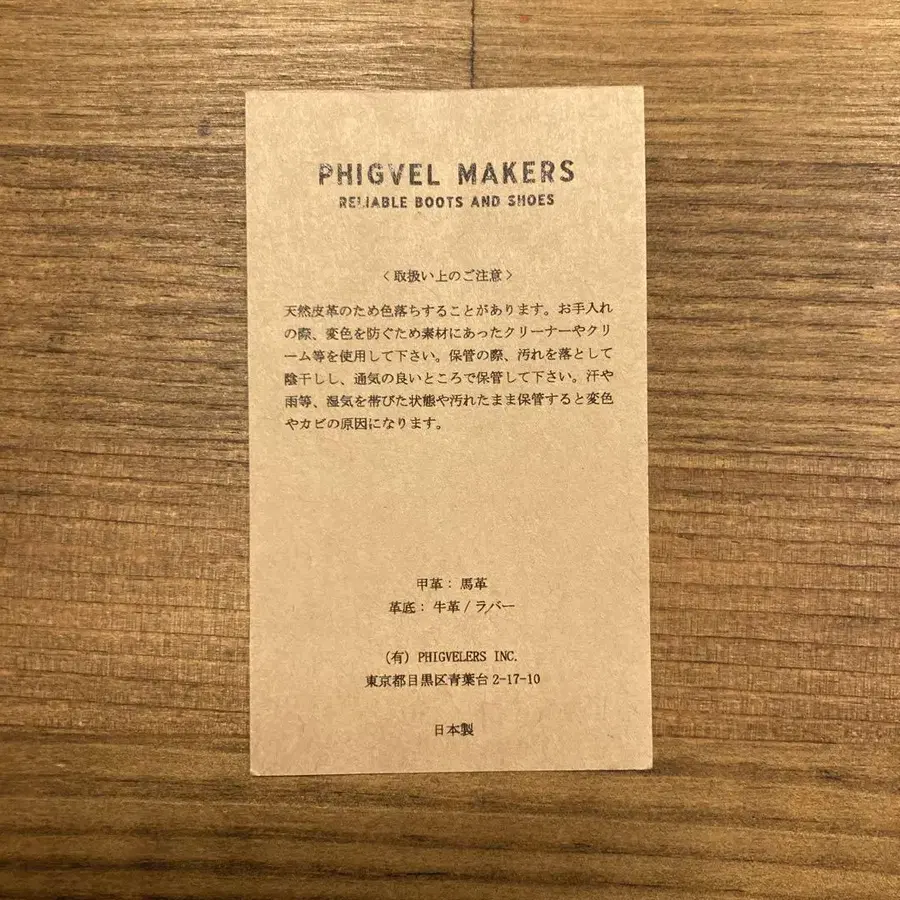 PHIGVEL MAKERS
RELIABLE BOOTS AND SHOES
〈取扱い上のご注意〉
天然皮革のため色落ちすることがあります。お手入れ
の際、変色を防ぐため素材にあったクリーナーやクリ
ーム等を使用して下さい。保管の際、汚れを落として
陰干しし、通気の良いところで保管して下さい。汗や
雨等、湿気を帯びた状態や汚れたまま保管すると変色
やカビの原因になります。
甲革：馬革
革底：牛革 / ラバー
(有) PHIGVELERS INC.
東京都目黒区青葉台 2-17-10
日本製